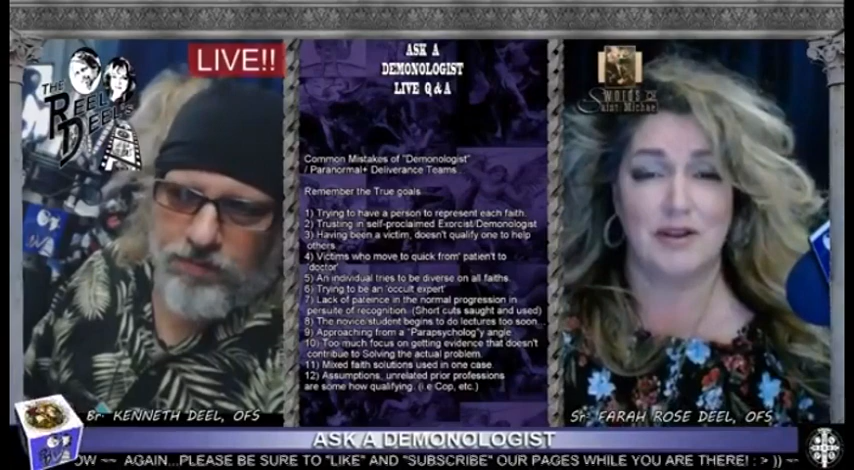 THE
REEL
DEELS
LIVE!!
ASK A
DEMONOLOGIST
LIVE Q & A
Common Mistakes of "Demonologist"
/ Paranormal+ Deliverance Teams
Remember the True goals
1) Trying to have a person to represent each faith.
2) Trusting in self-proclaimed Exorcist/Demonologist
3) Having been a victim, doesn't qualify one to help
others
4) Victims who move to quick from' patien't to
'doctor'
5) An individual tries to be diverse on all faiths.
6) Trying to be an 'occult expert'
7) Lack of patence in the normal progression in
persuite of recognition. (Short cuts saught and used)
8) The novice/student begins to do lectures too soon...
9) Approaching from a "Parapsycholog"y angle
10) Too much focus on getting evidence that doesn't
contribue to Solving the actual problem.
11) Mixed faith solutions used in one case.
12) Assumptions, unrelated prior professions
are some how qualifying. (i.e Cop, etc.)
SWORDS OF
Saint Michael
Br. KENNETH DEEL, OFS
Sr. FARAH ROSE DEEL, OFS
ASK A DEMONOLOGIST
OW ~~ AGAIN...PLEASE BE SURE TO "LIKE" AND "SUBSCRIBE" OUR PAGES WHILE YOU ARE THERE! : > )) ~~